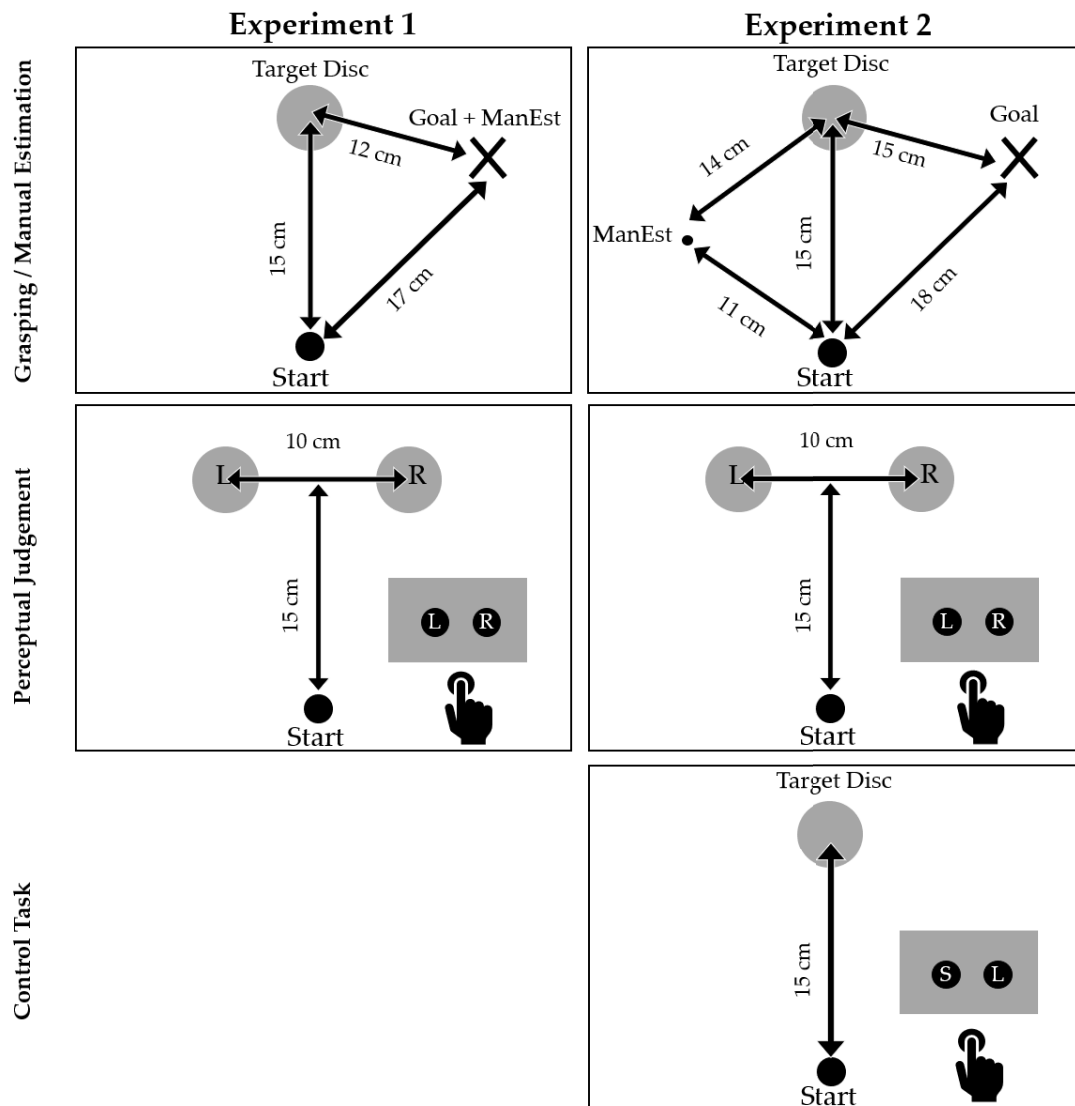 Experiment 1
Experiment 2
Grasping / Manual Estimation
Target Disc
Goal + ManEst
12 cm
15 cm
17 cm
Start
Target Disc
Goal
14 cm
15 cm
ManEst
15 cm
11 cm
18 cm
Start
Perceptual Judgement
10 cm
L
R
15 cm
L
R
Start
10 cm
L
R
15 cm
L
R
Start
Control Task
Target Disc
15 cm
S
L
Start